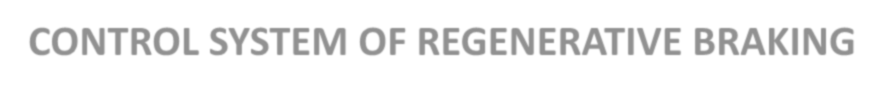 CONTROL SYSTEM OF REGENERATIVE BRAKING